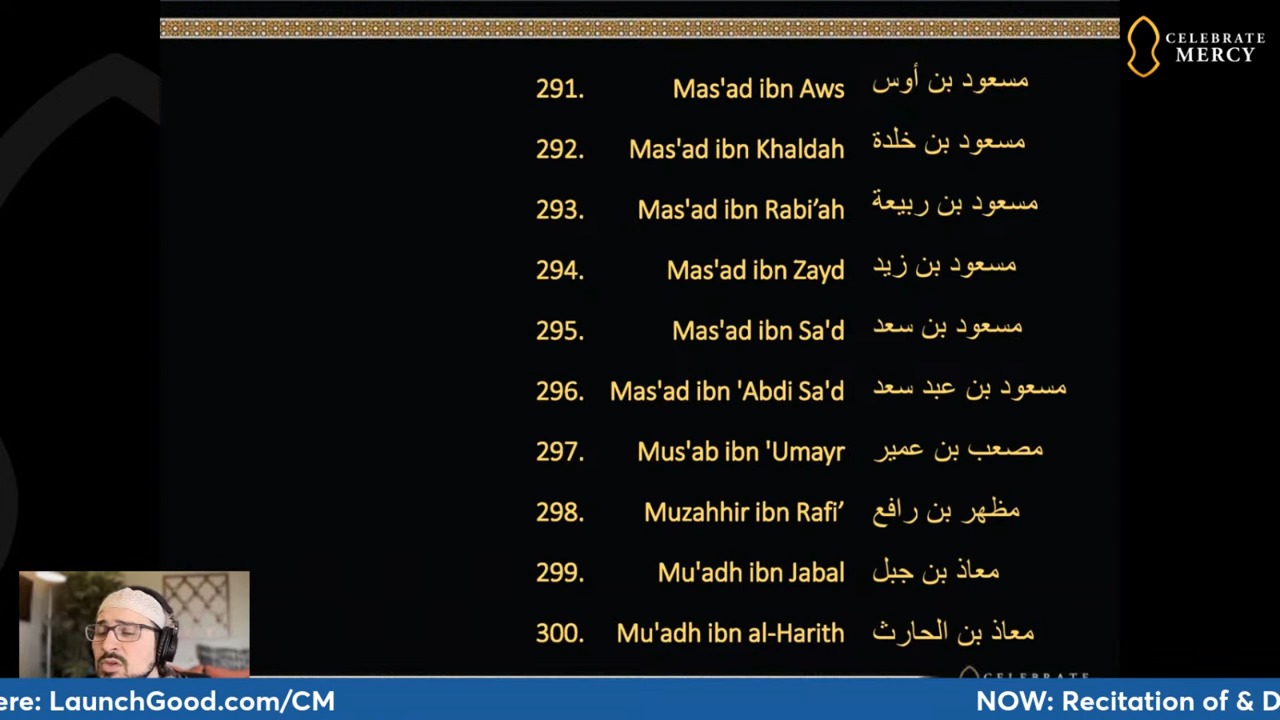 CELEBRATE
MERCY
291. Mas'ad ibn Aws مسعود بن أوس
292. Mas'ad ibn Khaldah مسعود بن خلدة
293. Mas'ad ibn Rabi’ah مسعود بن ربيعة
294. Mas'ad ibn Zayd مسعود بن زيد
295. Mas'ad ibn Sa'd مسعود بن سعد
296. Mas'ad ibn 'Abdi Sa'd مسعود بن عبد سعد
297. Mus'ab ibn 'Umayr مصعب بن عمير
298. Muzahhir ibn Rafi’ مظهر بن رافع
299. Mu'adh ibn Jabal معاذ بن جبل
300. Mu'adh ibn al-Harith معاذ بن الحارث
CELEBRATE
ere: LaunchGood.com/CM NOW: Recitation of & D